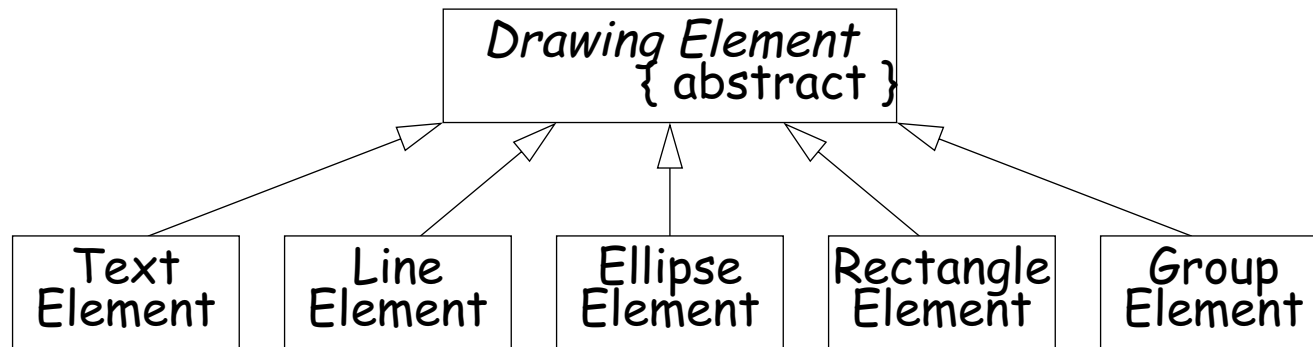 Drawing Element
{ abstract }
Text
Element
Line
Element
Ellipse
Element
Rectangle
Element
Group
Element